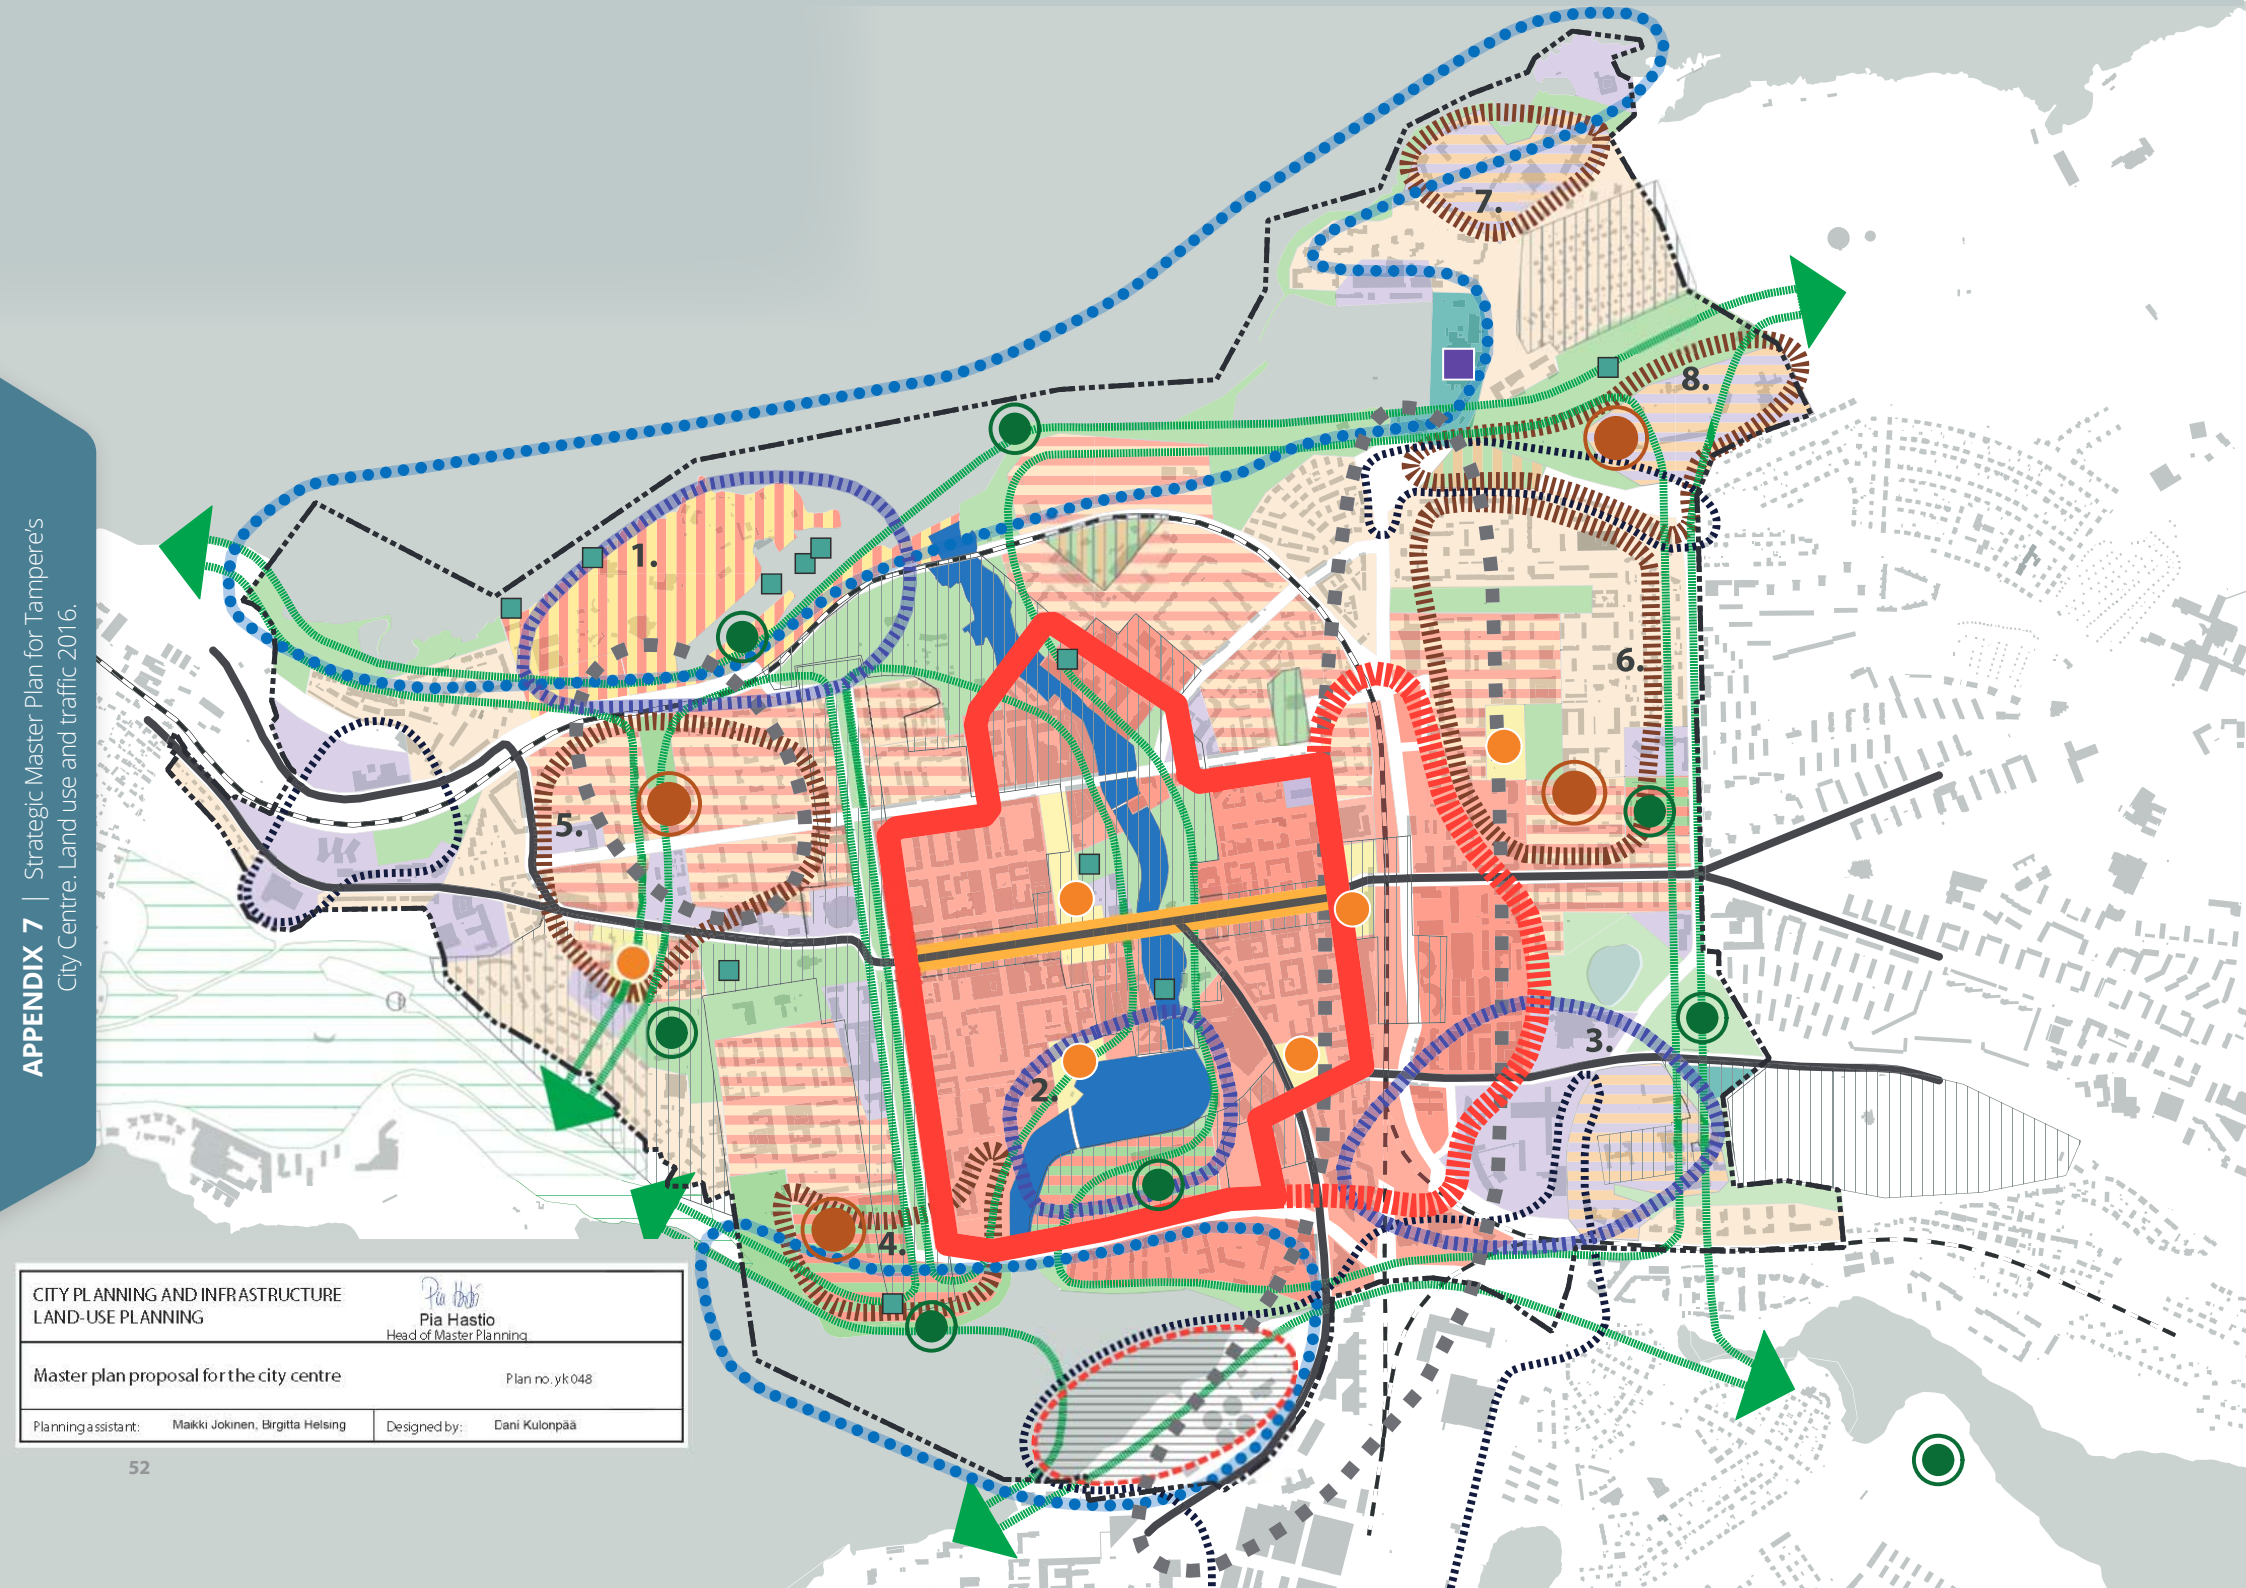 APPENDIX 7 | Strategic Master Plan for Tampere's
City Centre. Land use and traffic 2016.
7.
8.
1.
6.
5.
3.
2.
4.
CITY PLANNING AND INFRASTRUCTURE
LAND-USE PLANNING
Pia Hastio
Head of Master Planning
Master plan proposal for the city centre
Plan no. yk 048
Planning assistant:
Maikki Jokinen, Birgitta Helsing
Designed by:
Dani Kulonpää
52